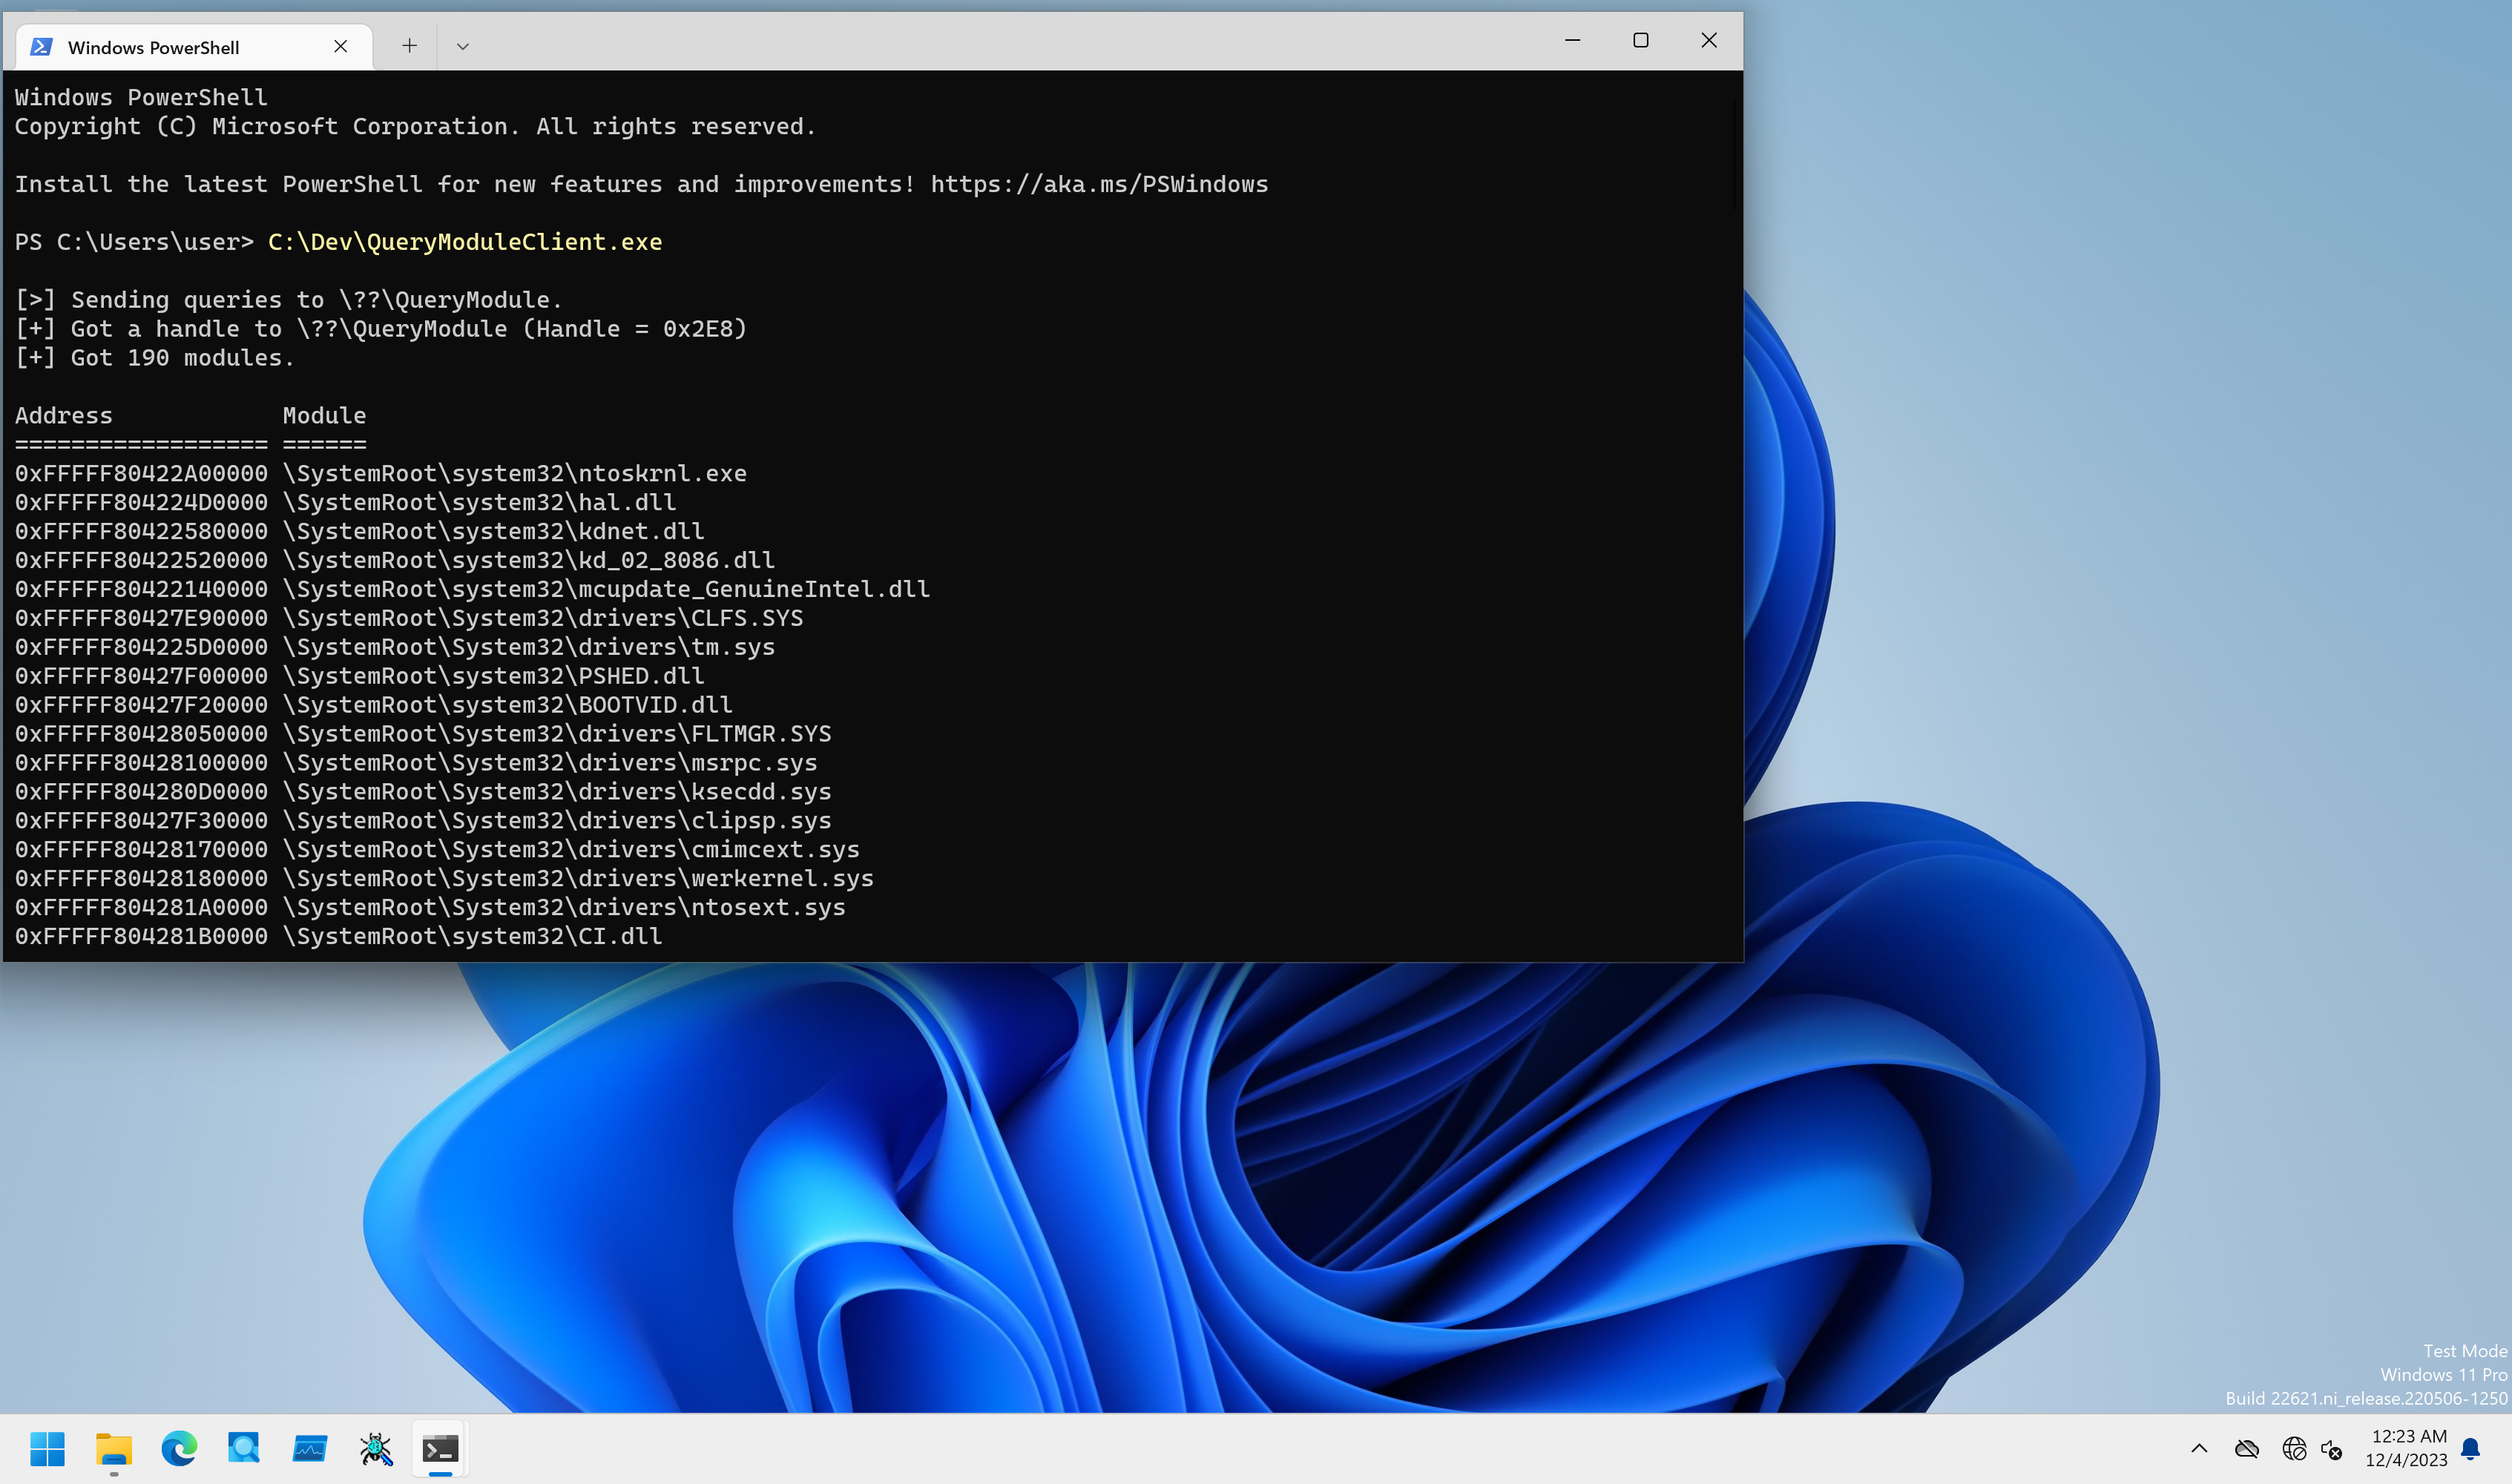 Windows PowerShell
Windows PowerShell
Copyright (C) Microsoft Corporation. All rights reserved.
Install the latest PowerShell for new features and improvements! https://aka.ms/PSWindows
PS C:\Users\user> C:\Dev\QueryModuleClient.exe
[>] Sending queries to \??\QueryModule.
[+] Got a handle to \??\QueryModule (Handle = 0x2E8)
[+] Got 190 modules.
Address            Module
================== ======
0xFFFFF80422A00000 \SystemRoot\system32\ntoskrnl.exe
0xFFFFF804224D0000 \SystemRoot\system32\hal.dll
0xFFFFF80422580000 \SystemRoot\system32\kdnet.dll
0xFFFFF80422520000 \SystemRoot\system32\kd_02_8086.dll
0xFFFFF80422140000 \SystemRoot\system32\mcupdate_GenuineIntel.dll
0xFFFFF80427E90000 \SystemRoot\System32\drivers\CLFS.SYS
0xFFFFF804225D0000 \SystemRoot\System32\drivers\tm.sys
0xFFFFF80427F00000 \SystemRoot\system32\PSHED.dll
0xFFFFF80427F20000 \SystemRoot\system32\BOOTVID.dll
0xFFFFF80428050000 \SystemRoot\System32\drivers\FLTMGR.SYS
0xFFFFF80428100000 \SystemRoot\System32\drivers\msrpc.sys
0xFFFFF804280D0000 \SystemRoot\System32\drivers\ksecdd.sys
0xFFFFF80427F30000 \SystemRoot\System32\drivers\clipsp.sys
0xFFFFF80428170000 \SystemRoot\System32\drivers\cmimcext.sys
0xFFFFF80428180000 \SystemRoot\System32\drivers\werkernel.sys
0xFFFFF804281A0000 \SystemRoot\System32\drivers\ntosext.sys
0xFFFFF804281B0000 \SystemRoot\system32\CI.dll
Test Mode
Windows 11 Pro
Build 22621.ni_release.220506-1250
12:23 AM
12/4/2023